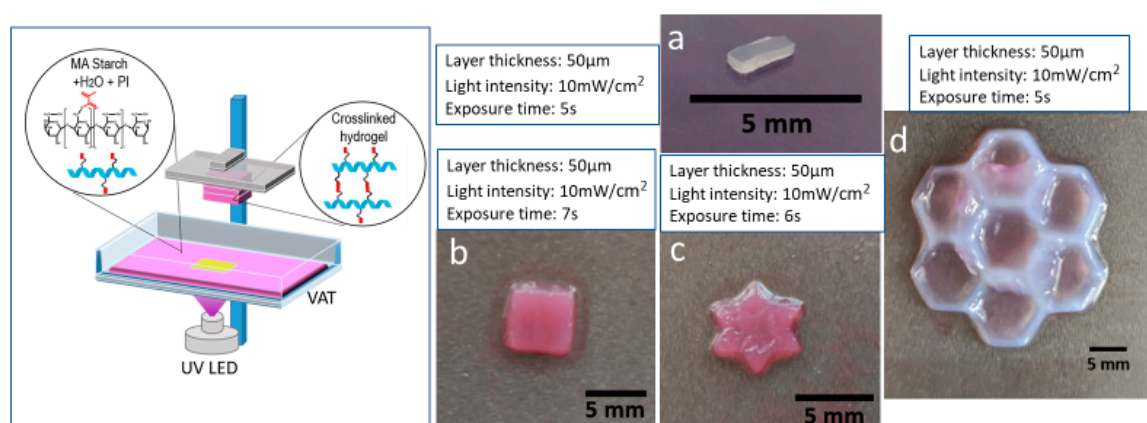 MA Starch
+H2O + PI
Crosslinked
hydrogel
VAT
UV LED
Layer thickness: 50µm
Light intensity: 10mW/cm²
Exposure time: 5s
a
5 mm
Layer thickness: 50µm
Light intensity: 10mW/cm²
Exposure time: 7s
b
5 mm
Layer thickness: 50µm
Light intensity: 10mW/cm²
Exposure time: 6s
c
5 mm
Layer thickness: 50µm
Light intensity: 10mW/cm²
Exposure time: 5s
d
5 mm